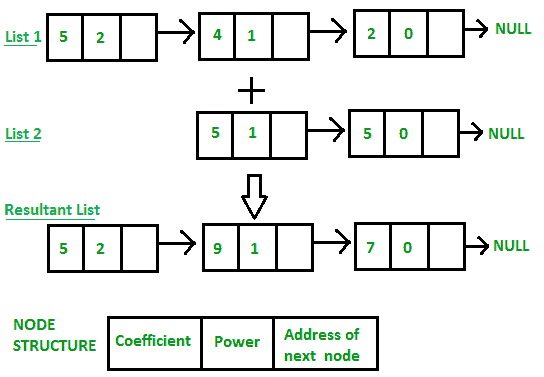 List 1 5 2 4 1 2 0 NULL
+
List 2 5 1 5 0 NULL
Resultant List
5 2 9 1 7 0 NULL
NODE STRUCTURE
Coefficient Power Address of next node